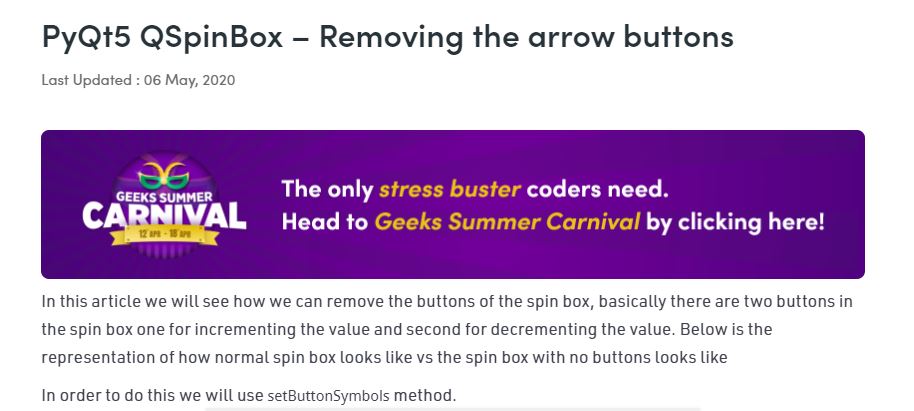 PyQt5 QSpinBox – Removing the arrow buttons
Last Updated : 06 May, 2020
GEEKS SUMMER
CARNIVAL
12 APR - 18 APR
The only stress buster coders need.
Head to Geeks Summer Carnival by clicking here!
In this article we will see how we can remove the buttons of the spin box, basically there are two buttons in
the spin box one for incrementing the value and second for decrementing the value. Below is the
representation of how normal spin box looks like vs the spin box with no buttons looks like
In order to do this we will use setButtonSymbols method.